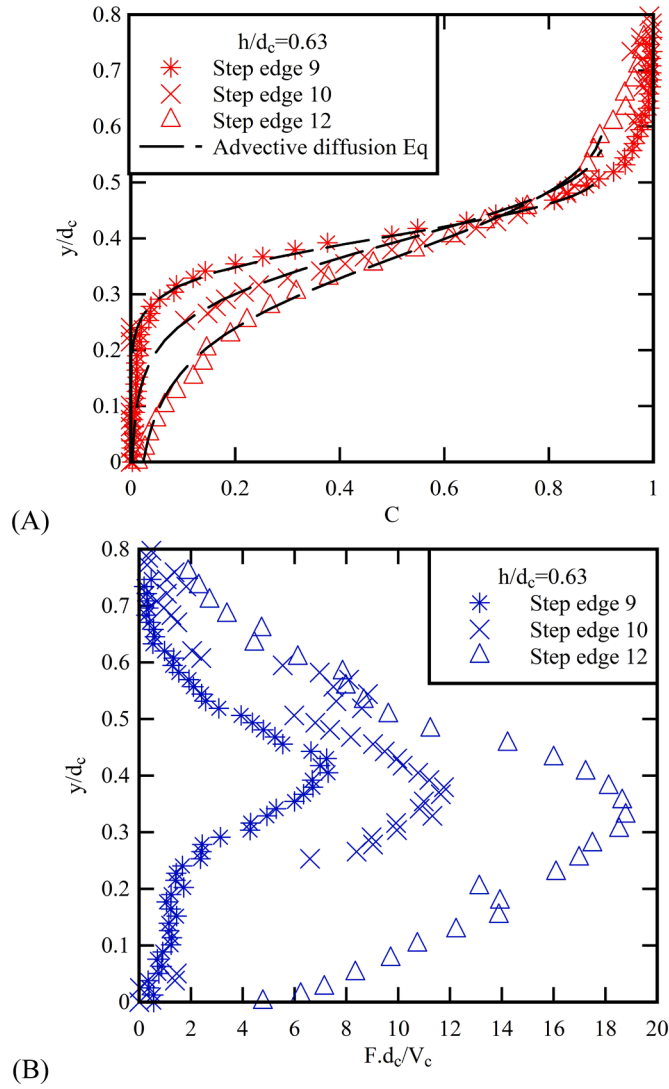 0.8
h/d_c=0.63
Step edge 9
0.7
Step edge 10
Step edge 12
Advective diffusion Eq
0.6
0.5
y/d_c
0.4
0.3
0.2
0.1
0
0 0.2 0.4 0.6 0.8 1
C
(A)
0.8
h/d_c=0.63
Step edge 9
0.7
Step edge 10
Step edge 12
0.6
0.5
y/d_c
0.4
0.3
0.2
0.1
0
0 2 4 6 8 10 12 14 16 18 20
F.d_c/V_c
(B)